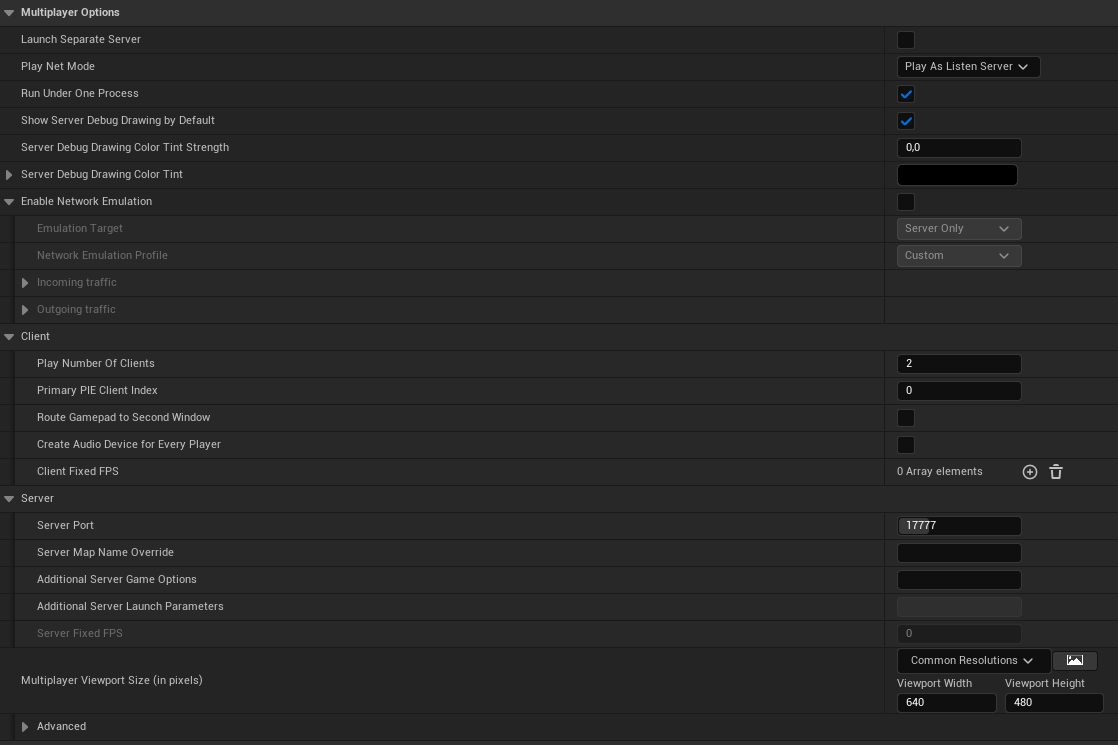 Multiplayer Options
Launch Separate Server
Play Net Mode Play As Listen Server
Run Under One Process
Show Server Debug Drawing by Default
Server Debug Drawing Color Tint Strength 0,0
Server Debug Drawing Color Tint
Enable Network Emulation
Emulation Target Server Only
Network Emulation Profile Custom
Incoming traffic
Outgoing traffic
Client
Play Number Of Clients 2
Primary PIE Client Index 0
Route Gamepad to Second Window
Create Audio Device for Every Player
Client Fixed FPS 0 Array elements
Server
Server Port 17777
Server Map Name Override
Additional Server Game Options
Additional Server Launch Parameters
Server Fixed FPS 0
Common Resolutions
Multiplayer Viewport Size (in pixels) Viewport Width Viewport Height
640 480
Advanced